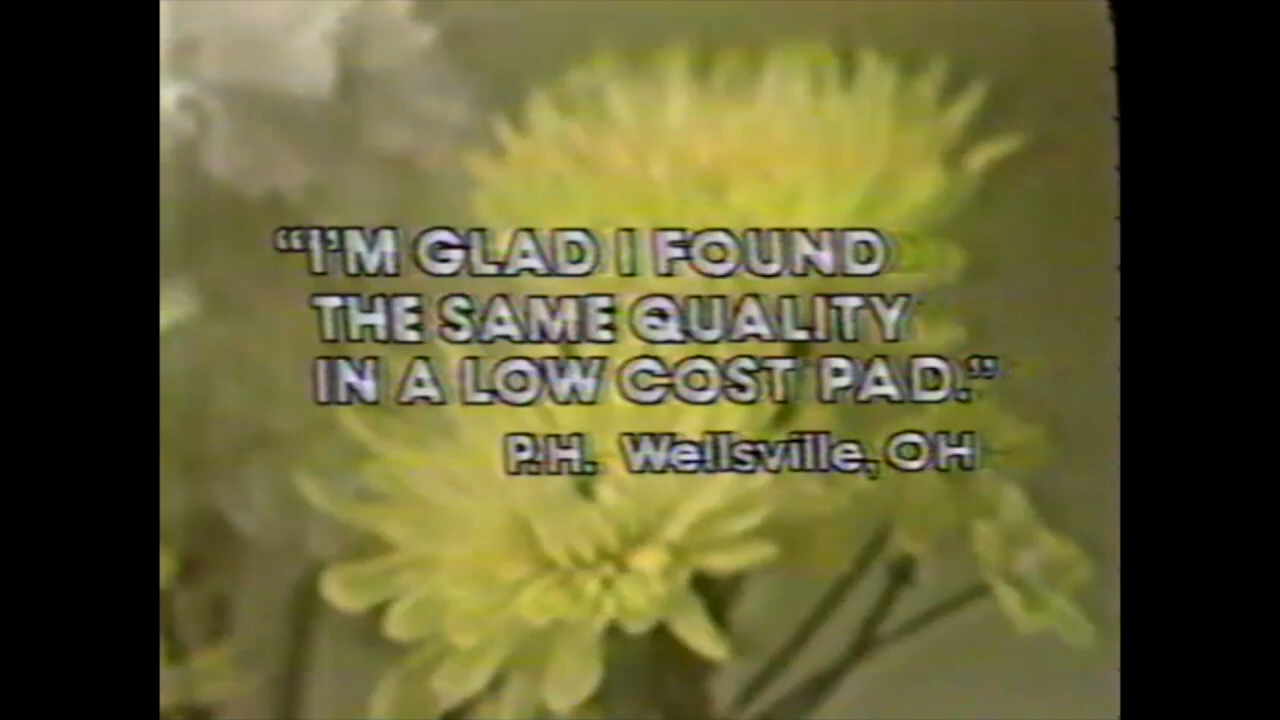 “I'M GLAD I FOUND
THE SAME QUALITY
IN A LOW COST PAD.”
P.H. Wellsville, OH